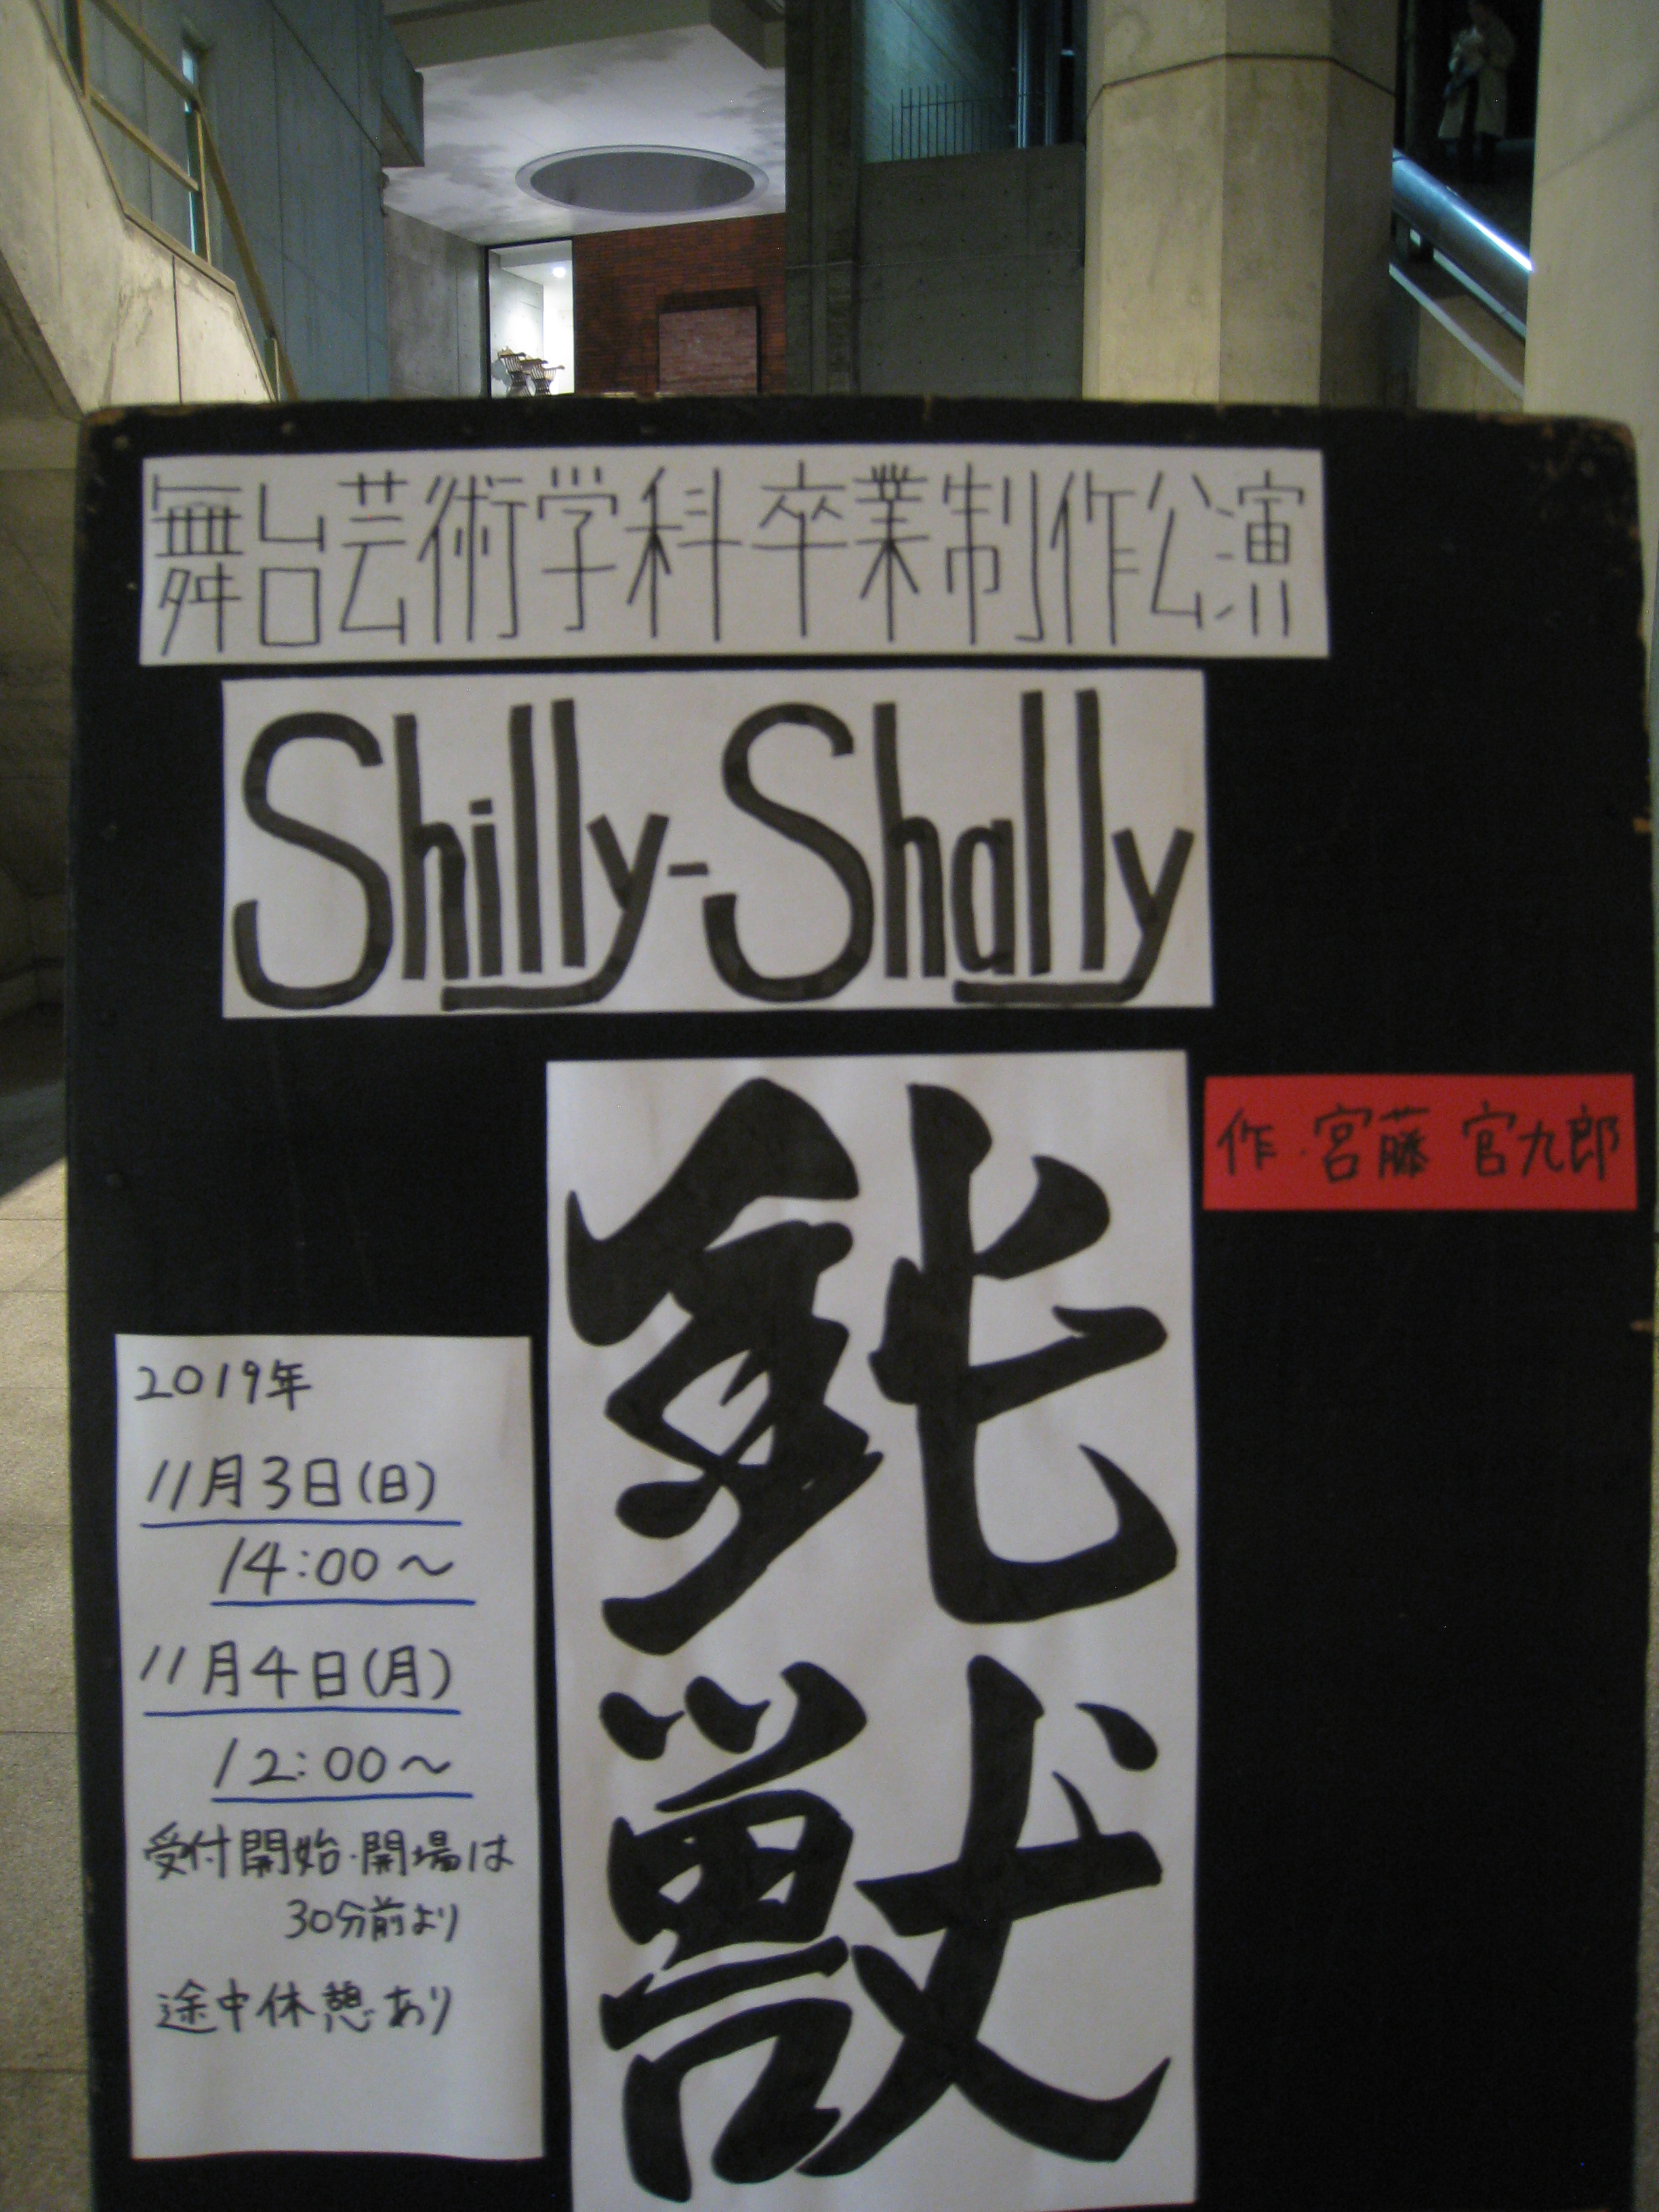 舞台芸術学科卒業制作公演
Shilly-Shally
作・宮藤 官九郎
鈍獣
2019年
11月3日(日)
14:00～
11月4日(月)
12:00～
受付開始・開場は
30分前より
途中休憩あり